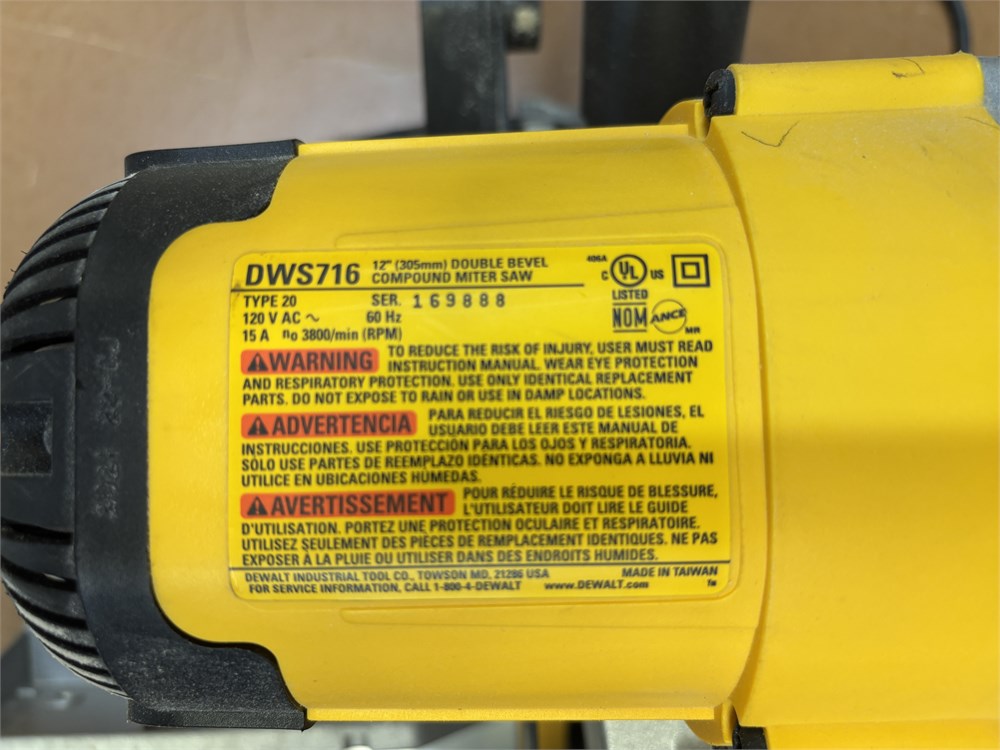 DWS716 12" (305mm) DOUBLE BEVEL
COMPOUND MITER SAW
406A
C UL US
LISTED
TYPE 20 SER. 169888
120 V AC ~ 60 Hz
15 A n₀ 3800/min (RPM)
NOM ANCE
MR
⚠WARNING TO REDUCE THE RISK OF INJURY, USER MUST READ
INSTRUCTION MANUAL. WEAR EYE PROTECTION
AND RESPIRATORY PROTECTION. USE ONLY IDENTICAL REPLACEMENT
PARTS. DO NOT EXPOSE TO RAIN OR USE IN DAMP LOCATIONS.
⚠ADVERTENCIA PARA REDUCIR EL RIESGO DE LESIONES, EL
USUARIO DEBE LEER ESTE MANUAL DE
INSTRUCCIONES. USE PROTECCIÓN PARA LOS OJOS Y RESPIRATORIA.
SÓLO USE PARTES DE REEMPLAZO IDÉNTICAS. NO EXPONGA A LLUVIA NI
UTILICE EN UBICACIONES HÚMEDAS.
⚠AVERTISSEMENT POUR RÉDUIRE LE RISQUE DE BLESSURE,
L'UTILISATEUR DOIT LIRE LE GUIDE
D'UTILISATION. PORTEZ UNE PROTECTION OCULAIRE ET RESPIRATOIRE.
UTILISEZ SEULEMENT DES PIÈCES DE REMPLACEMENT IDENTIQUES. NE PAS
EXPOSER À LA PLUIE OU UTILISER DANS DES ENDROITS HUMIDES.
DEWALT INDUSTRIAL TOOL CO., TOWSON MD, 21286 USA MADE IN TAIWAN
FOR SERVICE INFORMATION, CALL 1-800-4-DEWALT www.DEWALT.com